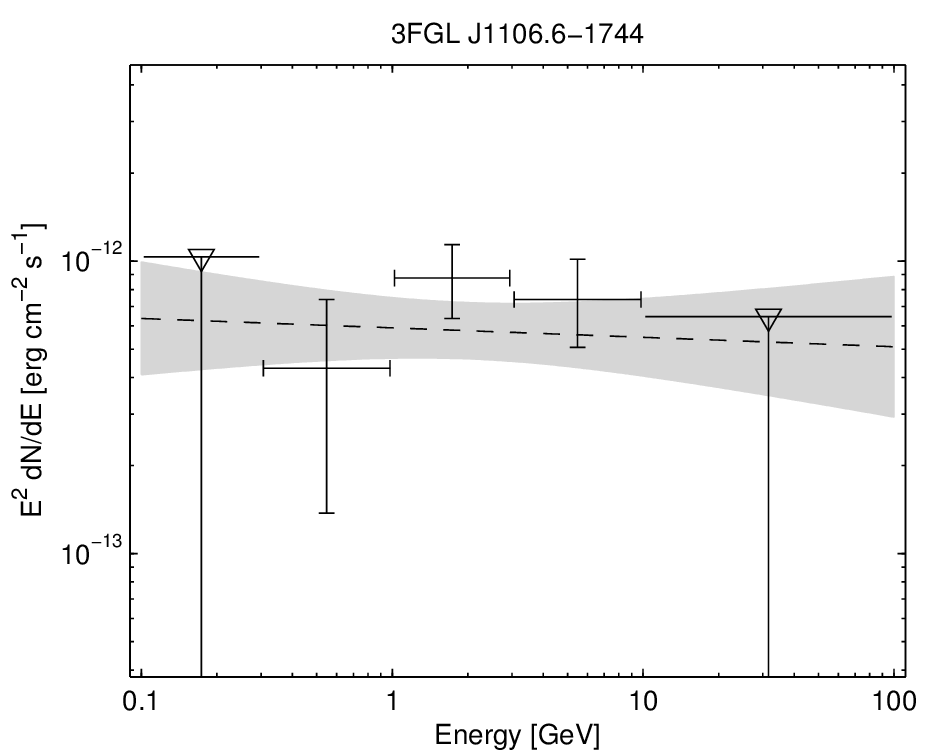 3FGL J1106.6−1744
E² dN/dE [erg cm⁻² s⁻¹]
10⁻¹²
10⁻¹³
0.1 1 10 100
Energy [GeV]